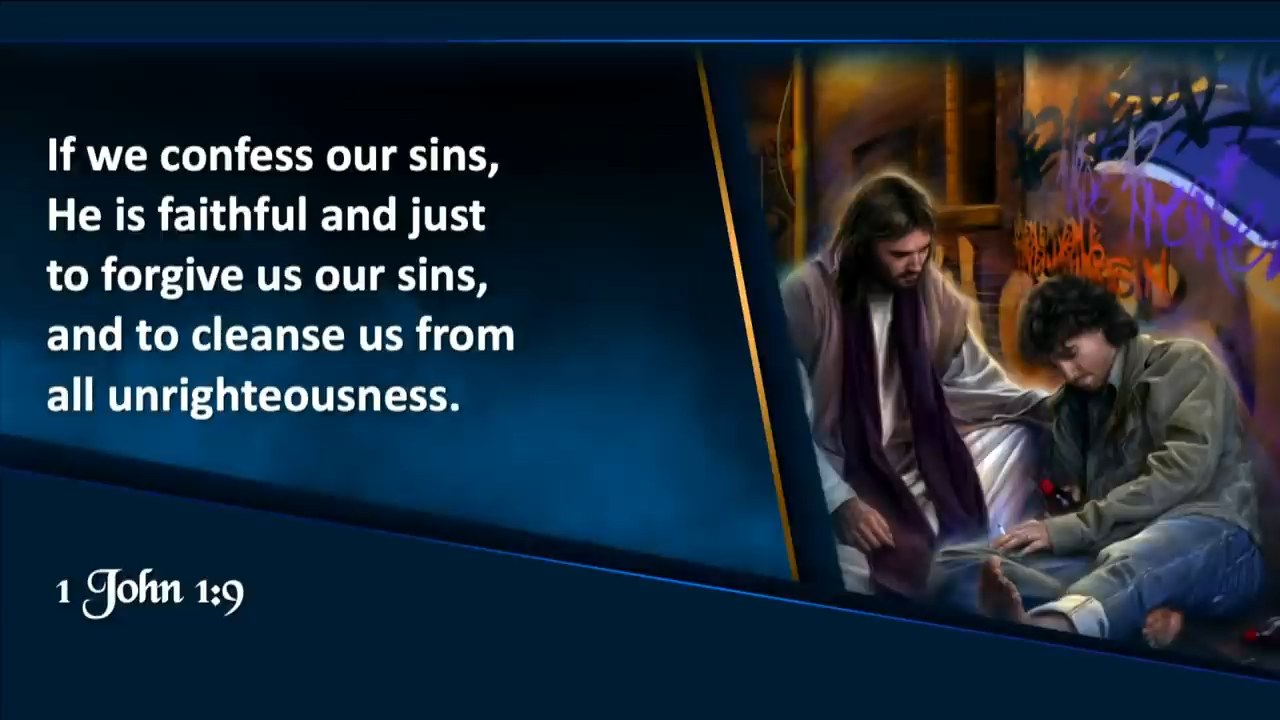 If we confess our sins,
He is faithful and just
to forgive us our sins,
and to cleanse us from
all unrighteousness.
1 John 1:9